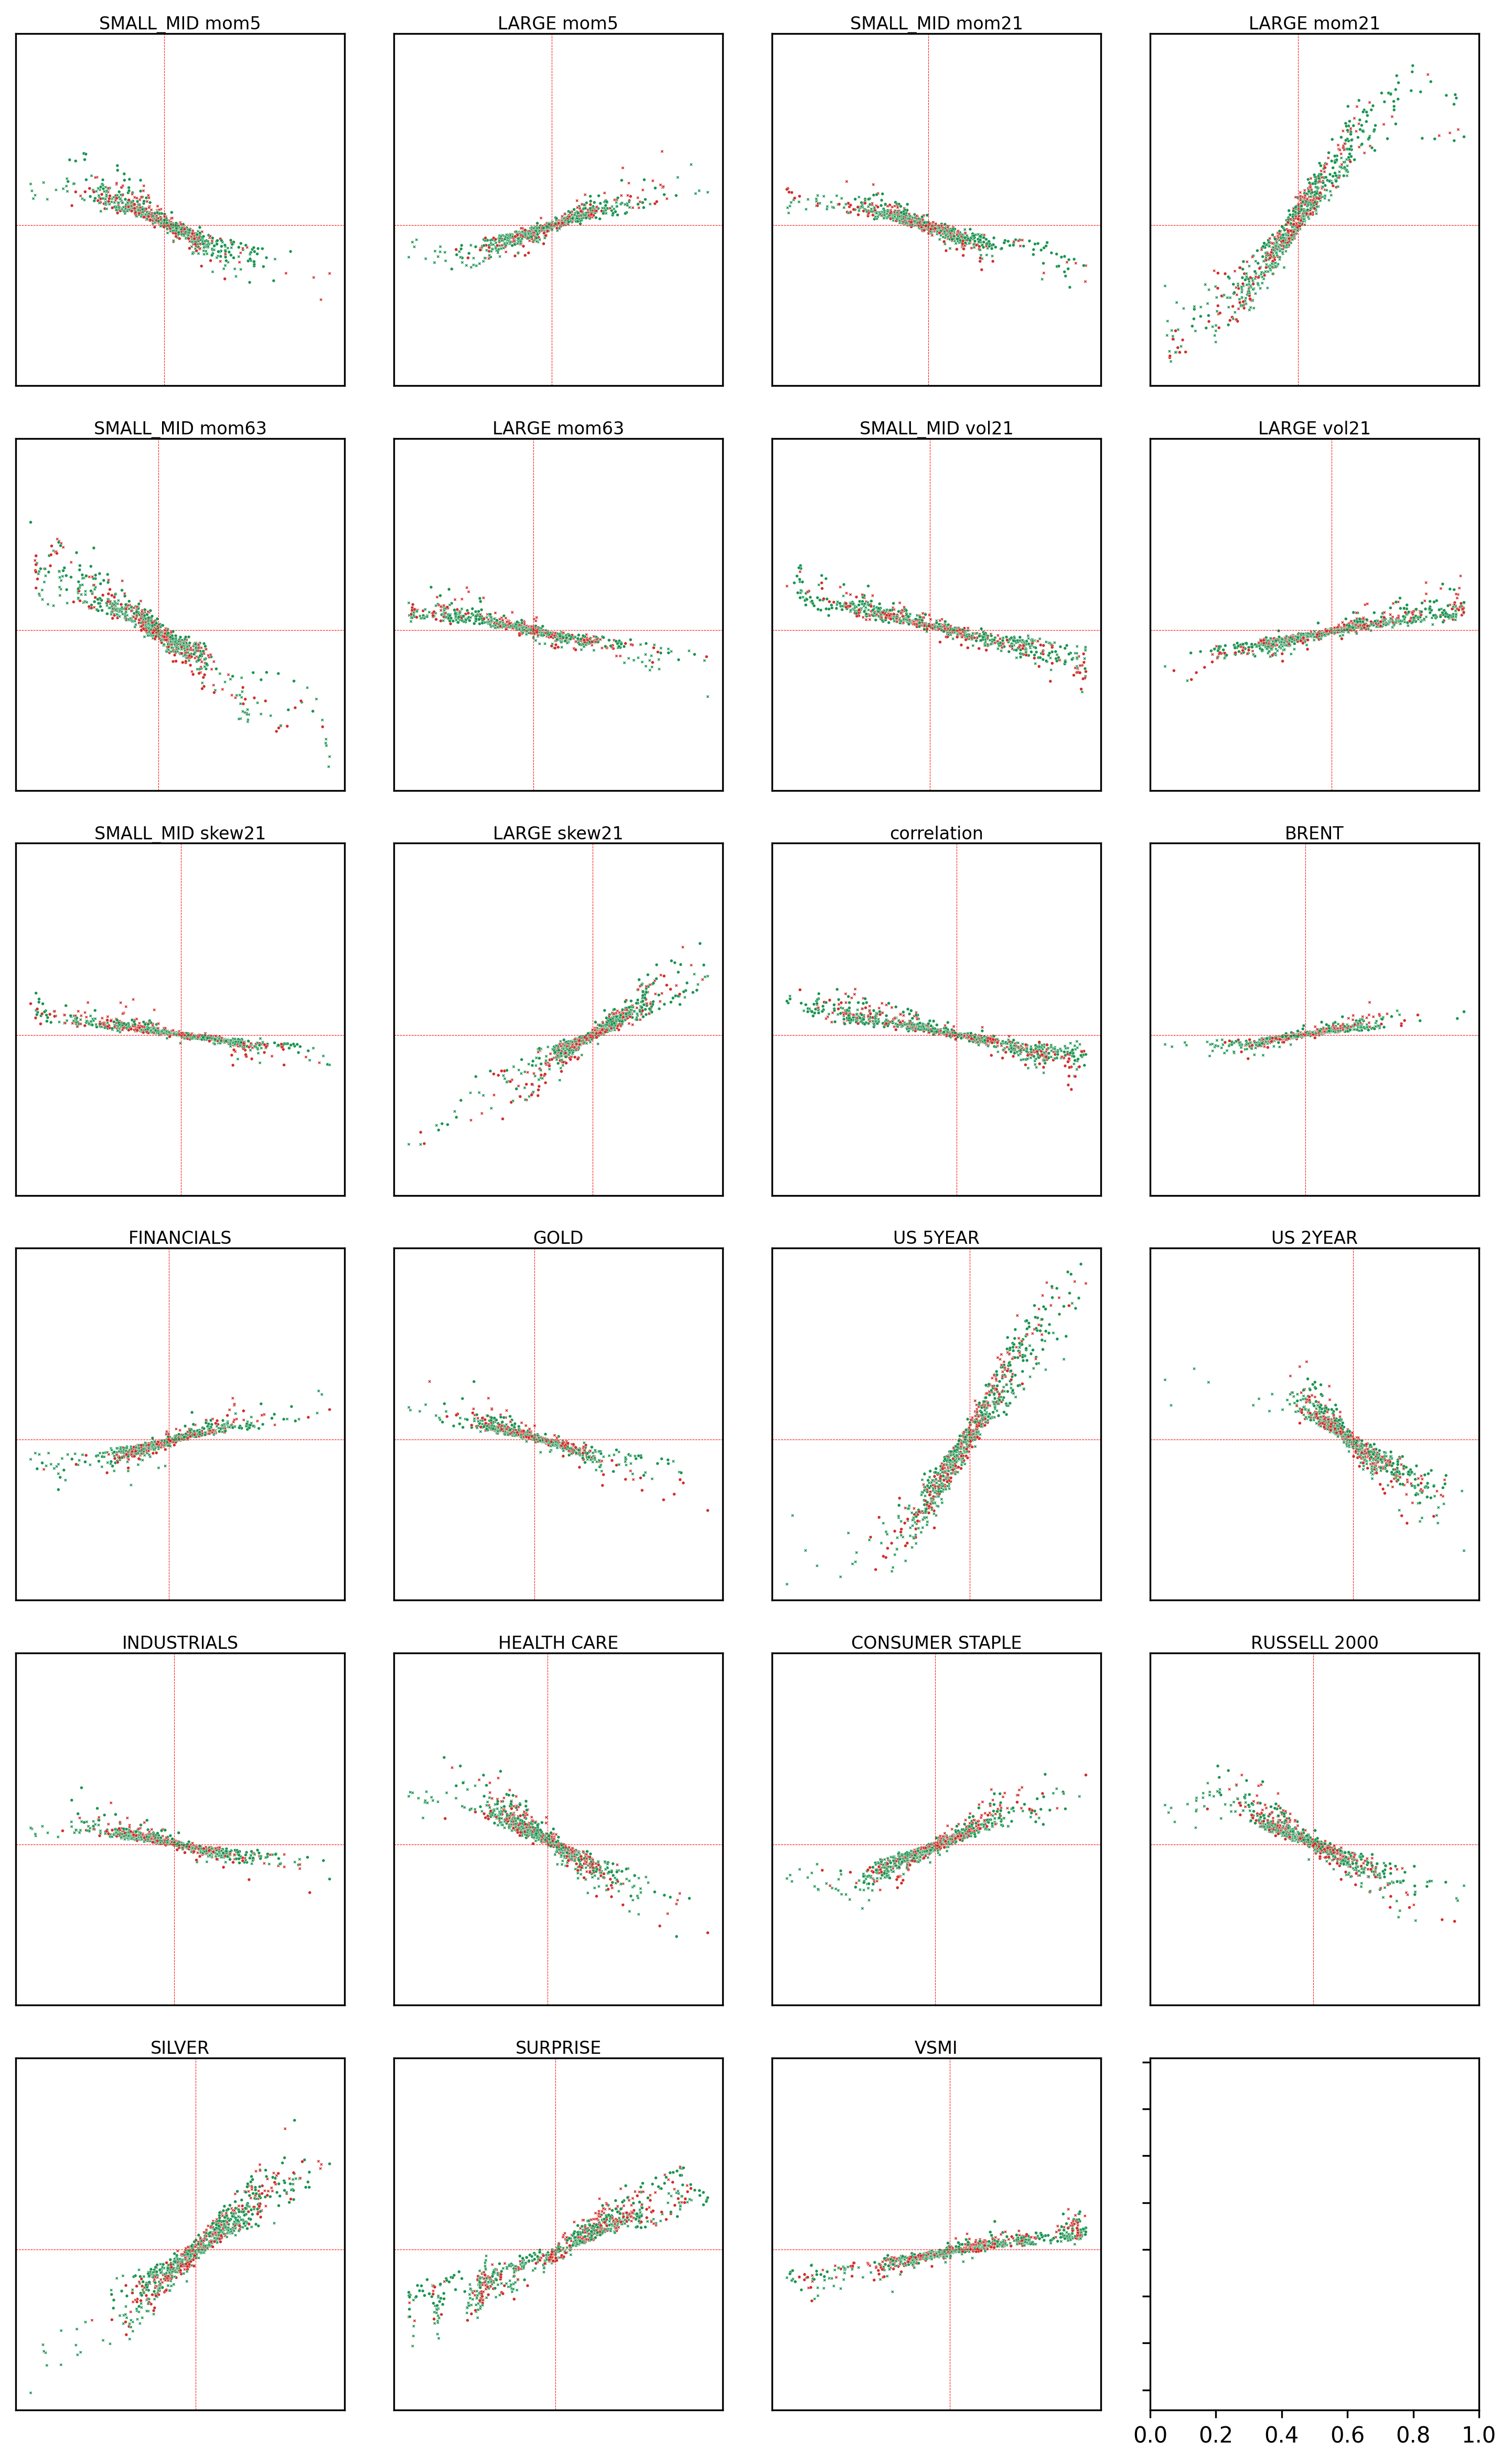 SMALL_MID mom5
LARGE mom5
SMALL_MID mom21
LARGE mom21
SMALL_MID mom63
LARGE mom63
SMALL_MID vol21
LARGE vol21
SMALL_MID skew21
LARGE skew21
correlation
BRENT
FINANCIALS
GOLD
US 5YEAR
US 2YEAR
INDUSTRIALS
HEALTH CARE
CONSUMER STAPLE
RUSSELL 2000
SILVER
SURPRISE
VSMI
0.0 0.2 0.4 0.6 0.8 1.0